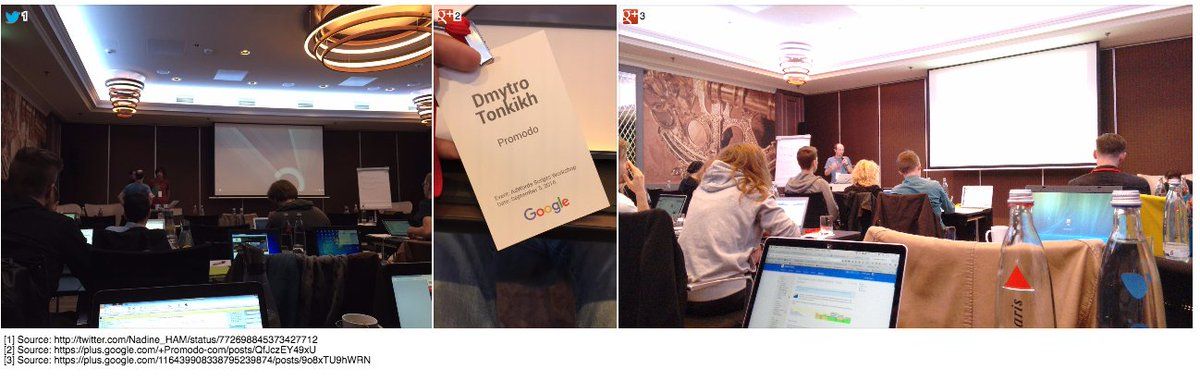 1
g+ 2
g+ 3
Dmytro
Tonkikh
Promodo
Event: AdWords Scripts Workshop
Date: September 5, 2016
Google
aris
[1] Source: http://twitter.com/Nadine_HAM/status/772698845373427712
[2] Source: https://plus.google.com/+Promodo-com/posts/QfJczEY49xU
[3] Source: https://plus.google.com/116439908338795239874/posts/9o8xTU9hWRN